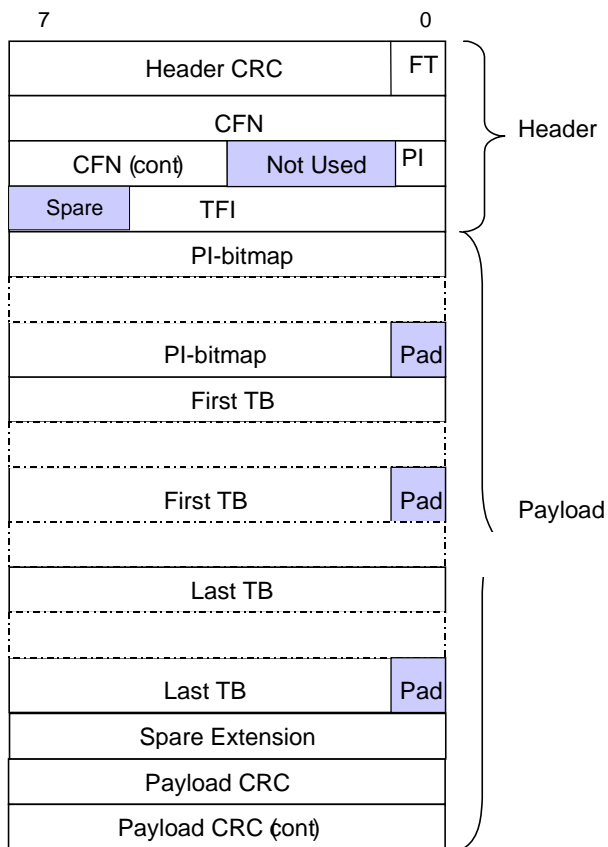 7 0
Header CRC FT
CFN
Header
CFN (cont) Not Used PI
Spare TFI
PI-bitmap
PI-bitmap Pad
First TB
First TB Pad
Payload
Last TB
Last TB Pad
Spare Extension
Payload CRC
Payload CRC (cont)